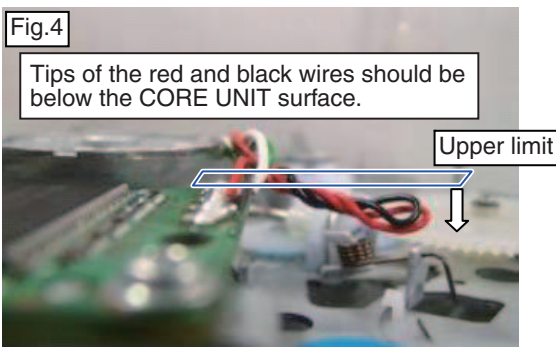 Fig.4
Tips of the red and black wires should be
below the CORE UNIT surface.
Upper limit